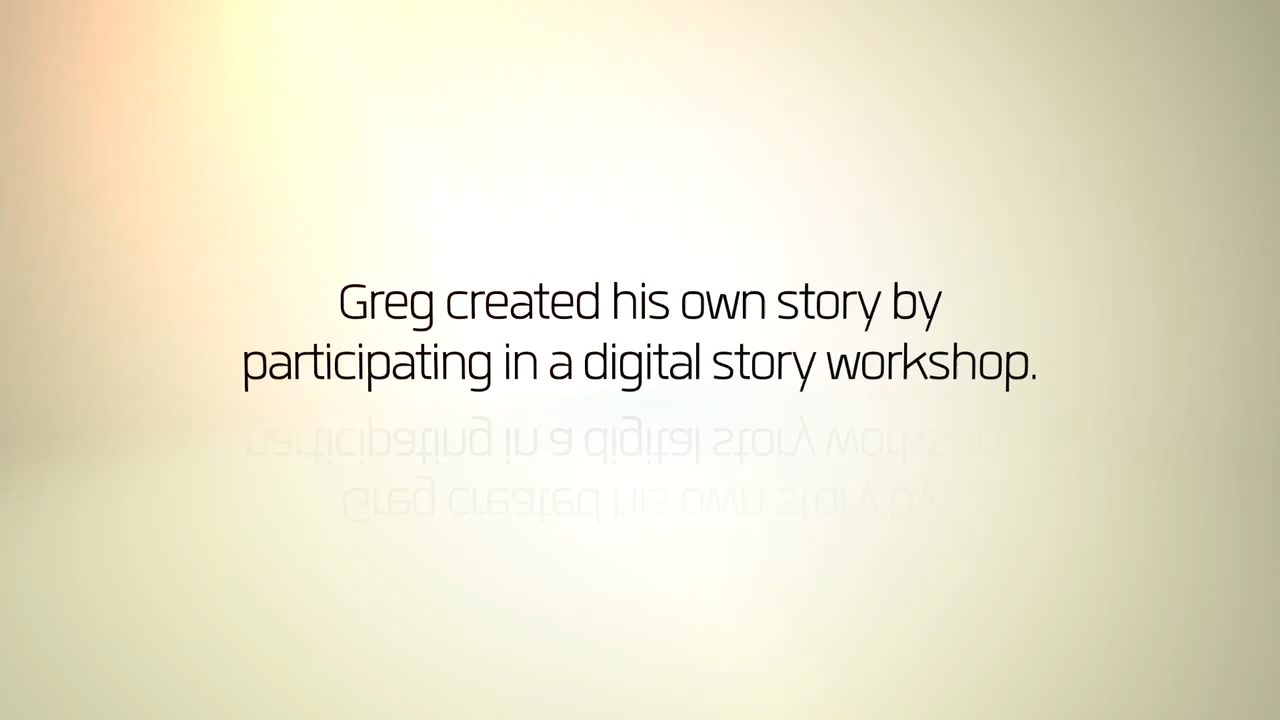 Greg created his own story by
participating in a digital story workshop.